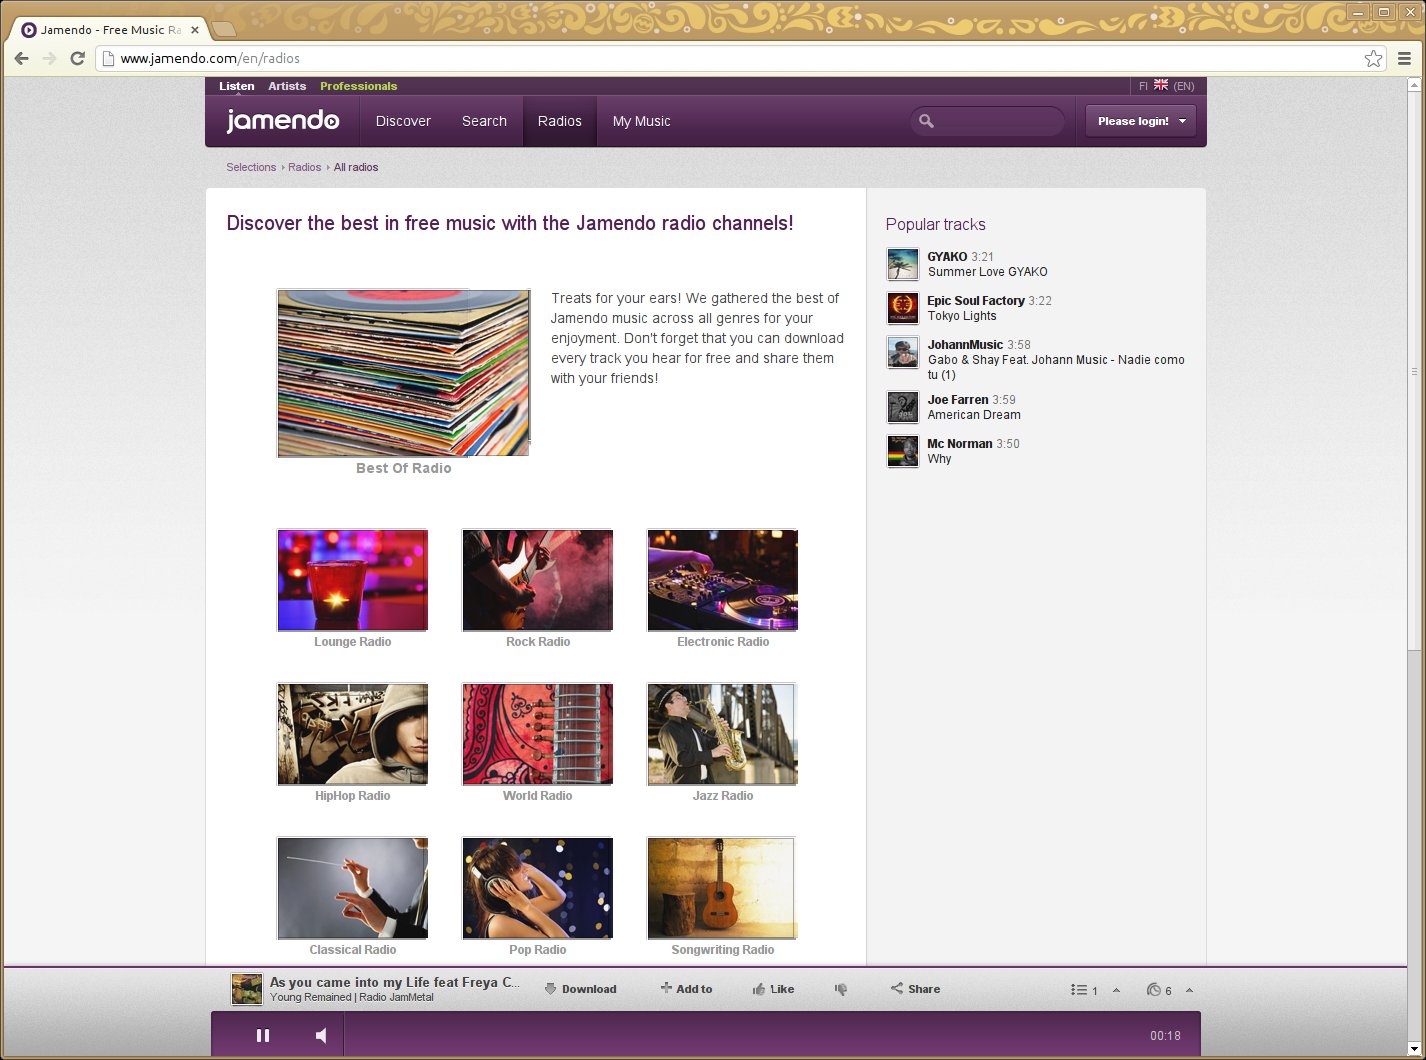 Jamendo - Free Music Ra
www.jamendo.com/en/radios
Listen Artists Professionals
FI (EN)
jamendo
Discover Search Radios My Music
Please login!
Selections Radios All radios
Discover the best in free music with the Jamendo radio channels!
Treats for your ears! We gathered the best of
Jamendo music across all genres for your
enjoyment. Don't forget that you can download
every track you hear for free and share them
with your friends!
Best Of Radio
Lounge Radio
Rock Radio
Electronic Radio
HipHop Radio
World Radio
Jazz Radio
Classical Radio
Pop Radio
Songwriting Radio
Popular tracks
GYAKO 3:21
Summer Love GYAKO
Epic Soul Factory 3:22
Tokyo Lights
JohannMusic 3:58
Gabo & Shay Feat. Johann Music - Nadie como
tu (1)
Joe Farren 3:59
American Dream
Mc Norman 3:50
Why
As you came into my Life feat Freya C...
Young Remained | Radio JamMetal
Download
Add to
Like
Share
1
6
00:18